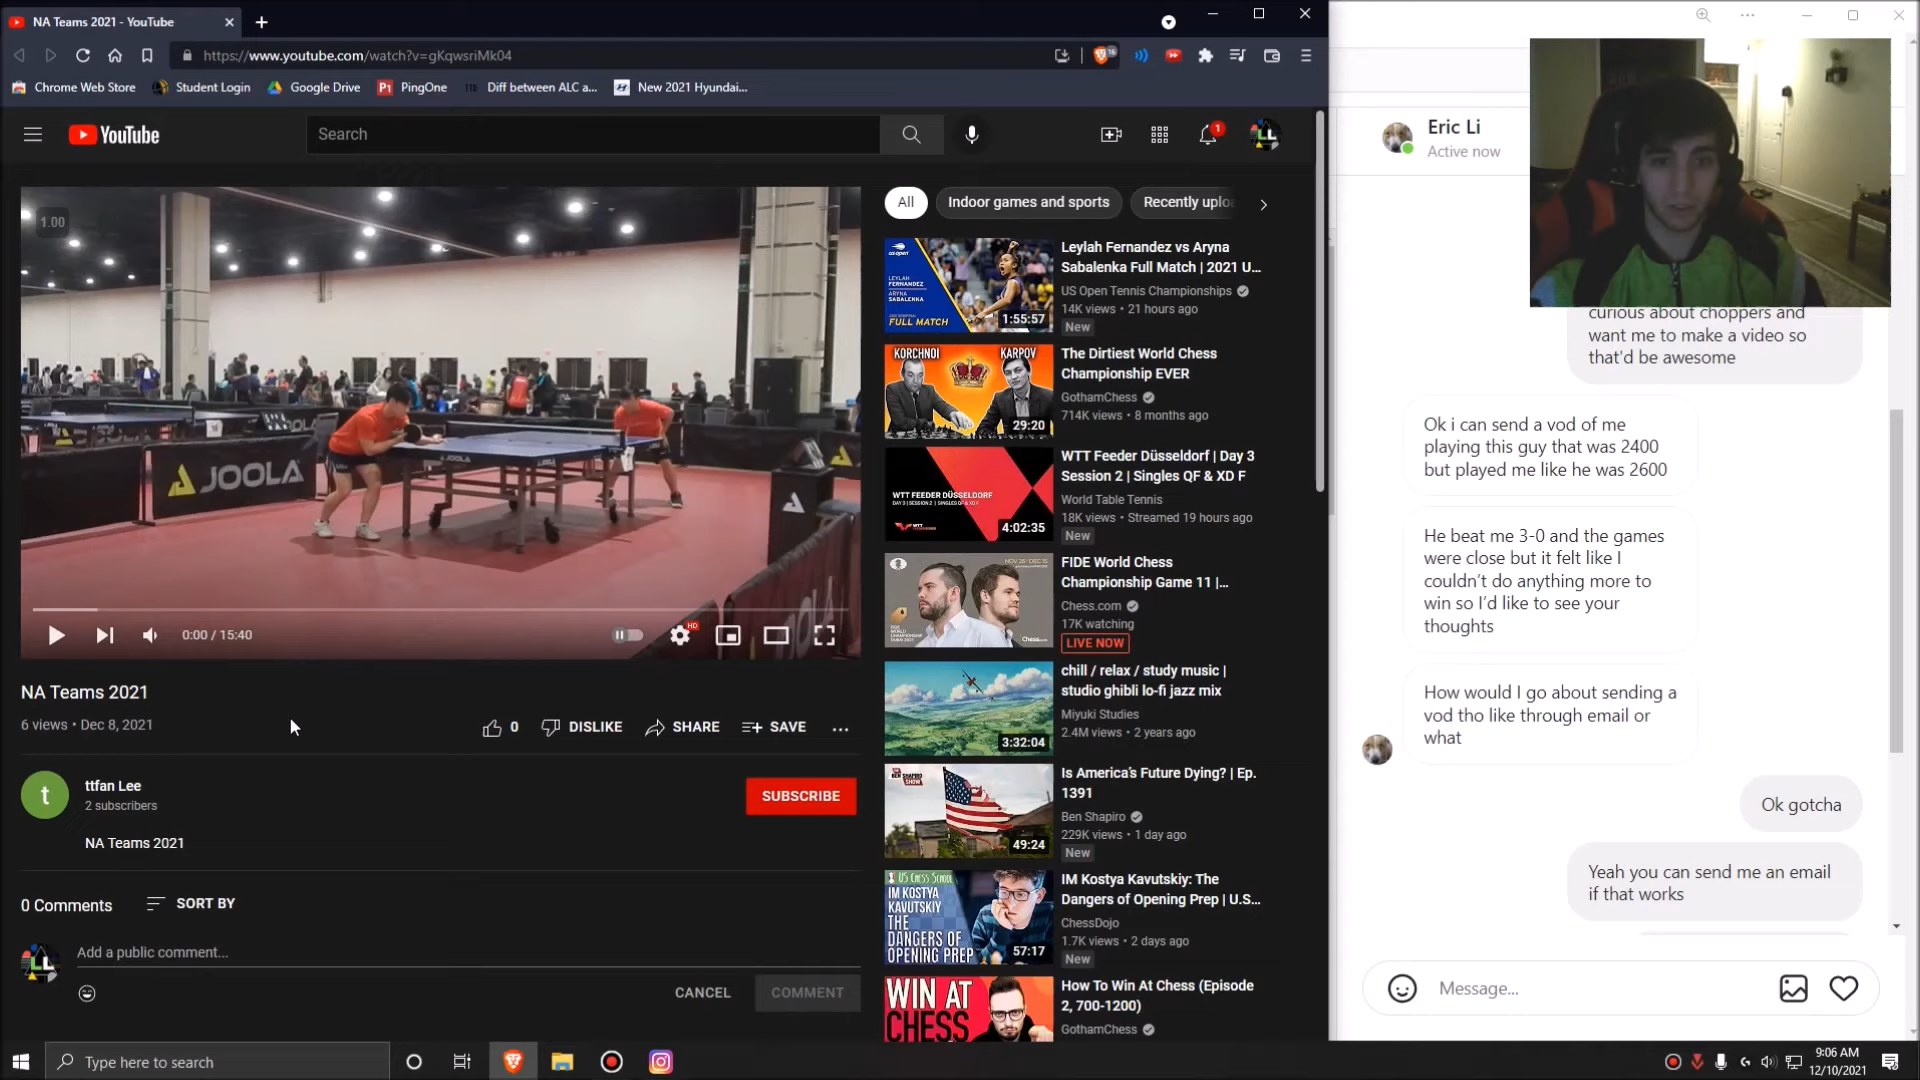 NA Teams 2021 - YouTube
https://www.youtube.com/watch?v=gKqwsriMk04
16
Chrome Web Store
Student Login
Google Drive
P1 PingOne
Diff between ALC a...
New 2021 Hyundai...
YouTube
Search
1
All
Indoor games and sports
Recently uplo
1.00
JOOLA
0:00 / 15:40
HD
NA Teams 2021
6 views • Dec 8, 2021
0
DISLIKE
SHARE
SAVE
t
ttfan Lee
2 subscribers
SUBSCRIBE
NA Teams 2021
0 Comments
SORT BY
Add a public comment...
CANCEL
COMMENT
LEYLAH
FERNANDEZ
ARYNA
SABALENKA
FULL MATCH
1:55:57
Leylah Fernandez vs Aryna
Sabalenka Full Match | 2021 U...
US Open Tennis Championships
14K views • 21 hours ago
New
KORCHNOI
KARPOV
29:20
The Dirtiest World Chess
Championship EVER
GothamChess
714K views • 8 months ago
WTT FEEDER DÜSSELDORF
4:02:35
WTT Feeder Düsseldorf | Day 3
Session 2 | Singles QF & XD F
World Table Tennis
18K views • Streamed 19 hours ago
New
FIDE World Chess
Championship Game 11 |...
Chess.com
17K watching
LIVE NOW
3:32:04
chill / relax / study music |
studio ghibli lo-fi jazz mix
Miyuki Studies
2.4M views • 2 years ago
49:24
Is America's Future Dying? | Ep.
1391
Ben Shapiro
229K views • 1 day ago
New
US CHESS SCHOOL
IM KOSTYA
KAVUTSKIY
THE
DANGERS OF
OPENING PREP
57:17
IM Kostya Kavutskiy: The
Dangers of Opening Prep | U.S...
ChessDojo
1.7K views • 2 days ago
New
WIN AT
CHESS
How To Win At Chess (Episode
2, 700-1200)
GothamChess
Eric Li
Active now
curious about choppers and
want me to make a video so
that'd be awesome
Ok i can send a vod of me
playing this guy that was 2400
but played me like he was 2600
He beat me 3-0 and the games
were close but it felt like I
couldn't do anything more to
win so I'd like to see your
thoughts
How would I go about sending a
vod tho like through email or
what
Ok gotcha
Yeah you can send me an email
if that works
Message...
Type here to search
9:06 AM
12/10/2021